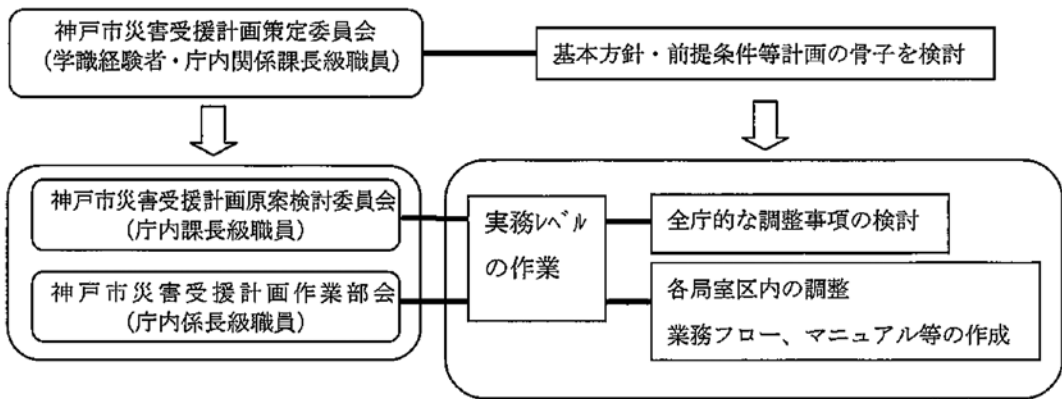 神戸市災害受援計画策定委員会
(学識経験者・庁内関係課長級職員)
基本方針・前提条件等計画の骨子を検討
神戸市災害受援計画原案検討委員会
(庁内課長級職員)
神戸市災害受援計画作業部会
(庁内係長級職員)
実務ﾚﾍﾞﾙ
の作業
全庁的な調整事項の検討
各局室区内の調整
業務フロー、マニュアル等の作成